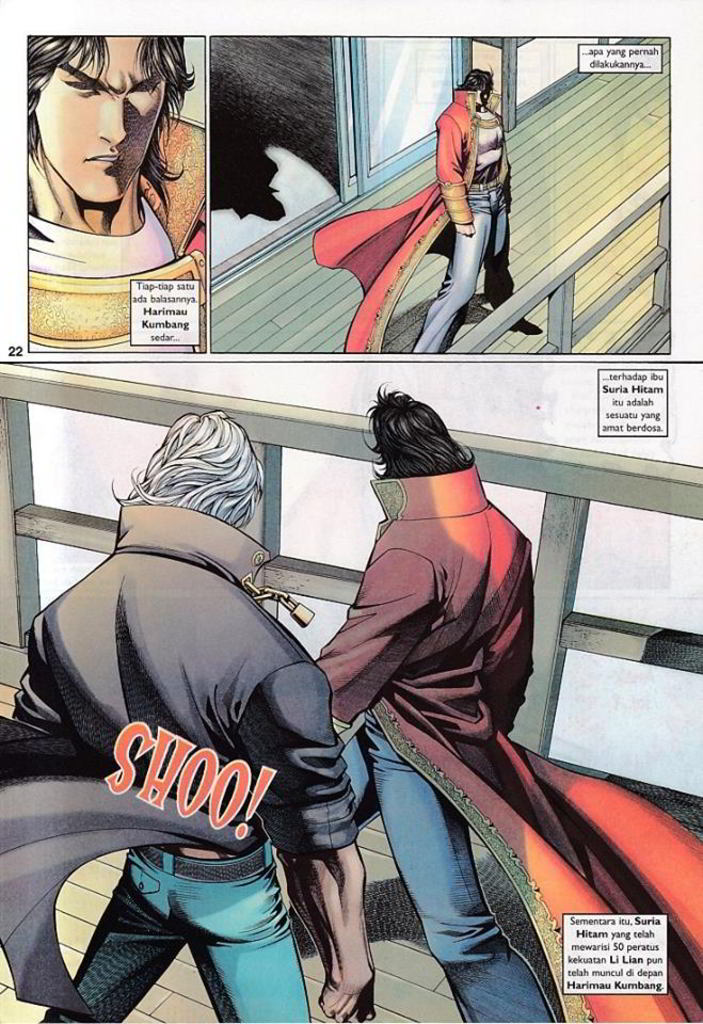 Tiap-tiap satu
ada balasannya.
Harimau
Kumbang
sedar...
...apa yang pernah
dilakukannya...
22
...terhadap ibu
Suria Hitam
itu adalah
sesuatu yang
amat berdosa.
SHOO!
Sementara itu, Suria
Hitam yang telah
mewarisi 50 peratus
kekuatan Li Lian pun
telah muncul di depan
Harimau Kumbang.